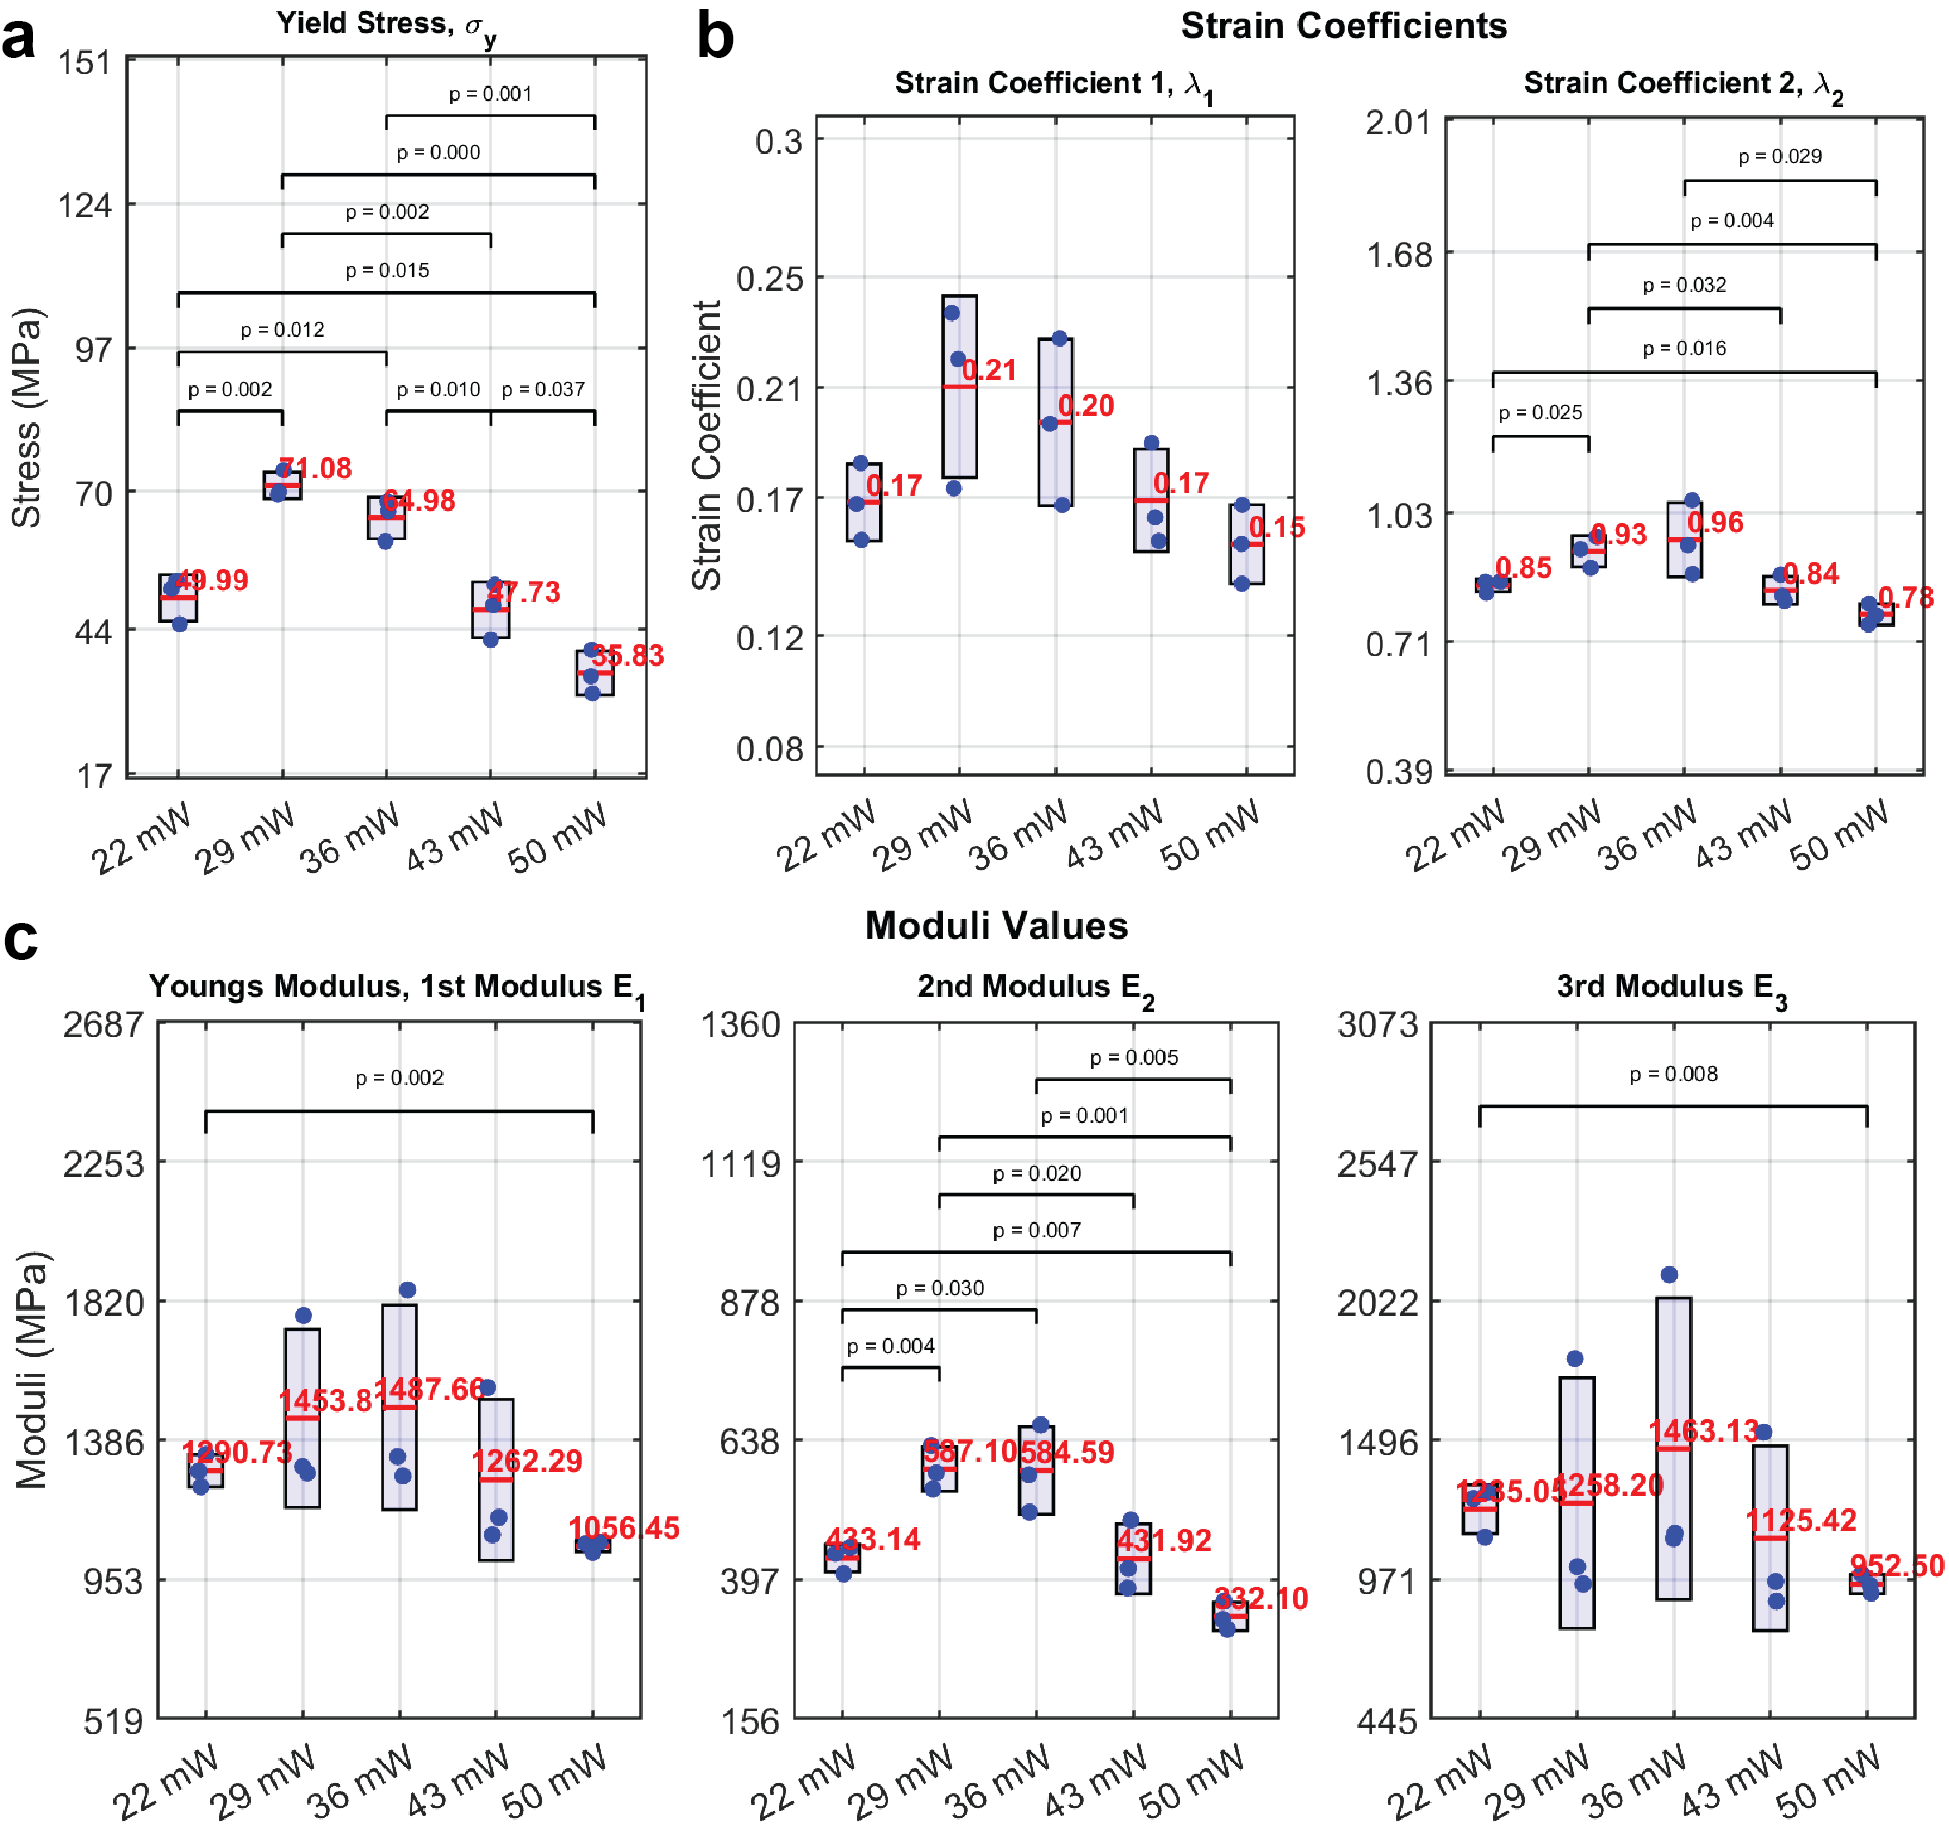 a
Yield Stress, σy
Stress (MPa)
151
124
97
70
44
17
p = 0.001
p = 0.000
p = 0.002
p = 0.015
p = 0.012
p = 0.002
p = 0.010
p = 0.037
49.99
71.08
64.98
47.73
35.83
22 mW
29 mW
36 mW
43 mW
50 mW
b
Strain Coefficients
Strain Coefficient 1, λ1
Strain Coefficient
0.3
0.25
0.21
0.17
0.12
0.08
0.17
0.21
0.20
0.17
0.15
22 mW
29 mW
36 mW
43 mW
50 mW
Strain Coefficient 2, λ2
2.01
1.68
1.36
1.03
0.71
0.39
p = 0.029
p = 0.004
p = 0.032
p = 0.016
p = 0.025
0.85
0.93
0.96
0.84
0.78
22 mW
29 mW
36 mW
43 mW
50 mW
c
Moduli Values
Youngs Modulus, 1st Modulus E1
Moduli (MPa)
2687
2253
1820
1386
953
519
p = 0.002
1290.73
1453.8
1487.66
1262.29
1056.45
22 mW
29 mW
36 mW
43 mW
50 mW
2nd Modulus E2
1360
1119
878
638
397
156
p = 0.005
p = 0.001
p = 0.020
p = 0.007
p = 0.030
p = 0.004
433.14
587.10
584.59
431.92
332.10
22 mW
29 mW
36 mW
43 mW
50 mW
3rd Modulus E3
3073
2547
2022
1496
971
445
p = 0.008
1235.05
1258.20
1463.13
1125.42
952.50
22 mW
29 mW
36 mW
43 mW
50 mW